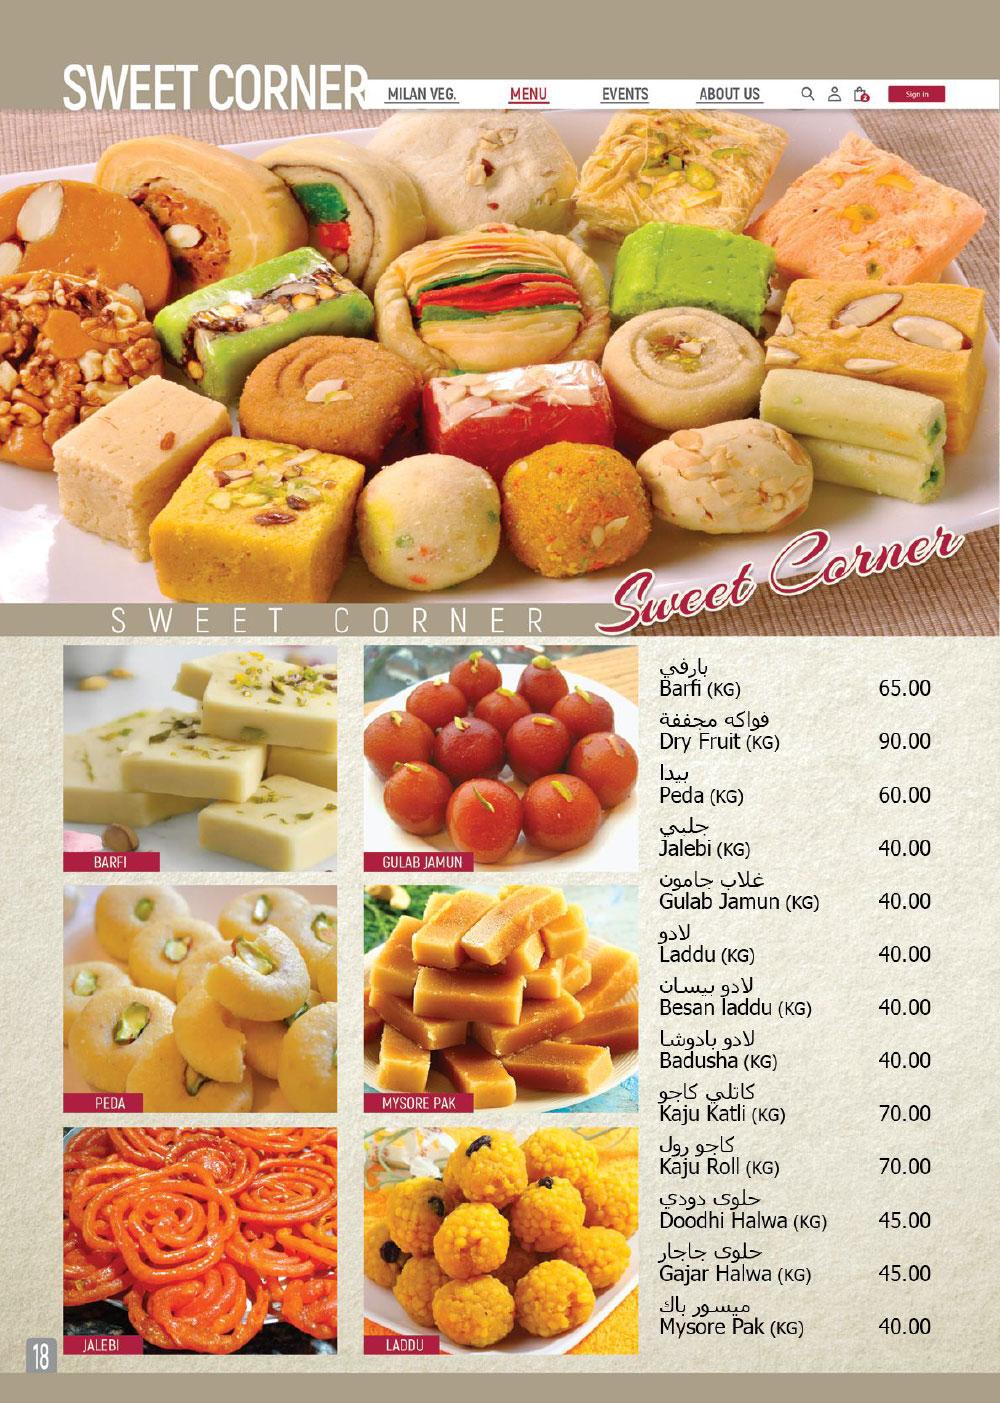 SWEET CORNER
MILAN VEG.
MENU
EVENTS
ABOUT US
2
Sign in
Sweet Corner
SWEET CORNER
BARFI
GULAB JAMUN
PEDA
MYSORE PAK
JALEBI
LADDU
بارفي
Barfi (KG) 65.00
فواكه مجففة
Dry Fruit (KG) 90.00
بيدا
Peda (KG) 60.00
جلبي
Jalebi (KG) 40.00
غلاب جامون
Gulab Jamun (KG) 40.00
لادو
Laddu (KG) 40.00
لادو بيسان
Besan laddu (KG) 40.00
لادو بادوشا
Badusha (KG) 40.00
كاتلي كاجو
Kaju Katli (KG) 70.00
كاجو رول
Kaju Roll (KG) 70.00
حلوى دودي
Doodhi Halwa (KG) 45.00
حلوى جاجار
Gajar Halwa (KG) 45.00
ميسور باك
Mysore Pak (KG) 40.00
18